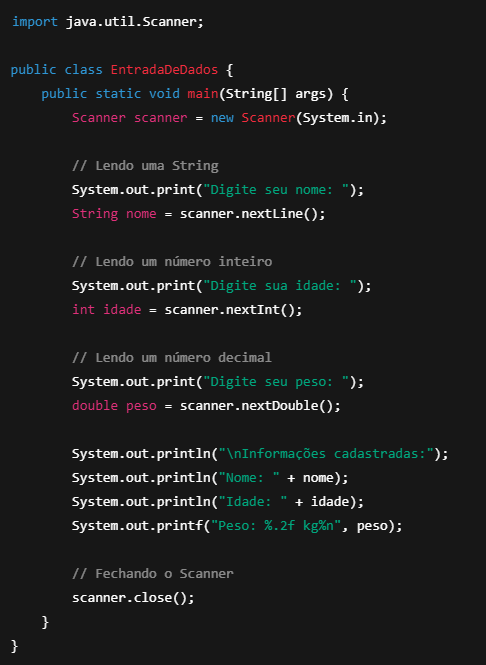 import java.util.Scanner;

public class EntradaDeDados {
    public static void main(String[] args) {
        Scanner scanner = new Scanner(System.in);

        // Lendo uma String
        System.out.print("Digite seu nome: ");
        String nome = scanner.nextLine();

        // Lendo um número inteiro
        System.out.print("Digite sua idade: ");
        int idade = scanner.nextInt();

        // Lendo um número decimal
        System.out.print("Digite seu peso: ");
        double peso = scanner.nextDouble();

        System.out.println("\nInformações cadastradas:");
        System.out.println("Nome: " + nome);
        System.out.println("Idade: " + idade);
        System.out.printf("Peso: %.2f kg%n", peso);

        // Fechando o Scanner
        scanner.close();
    }
}